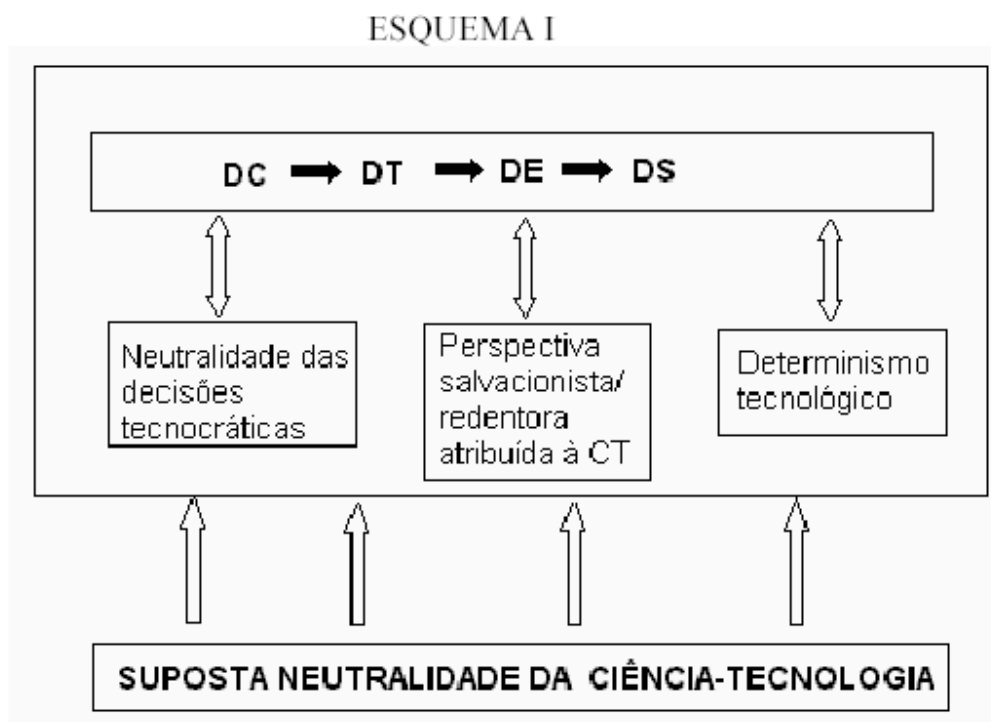 ESQUEMA I
DC ➡ DT ➡ DE ➡ DS
Neutralidade das
decisões
tecnocráticas
Perspectiva
salvacionista/
redentora
atribuída à CT
Determinismo
tecnológico
SUPOSTA NEUTRALIDADE DA CIÊNCIA-TECNOLOGIA